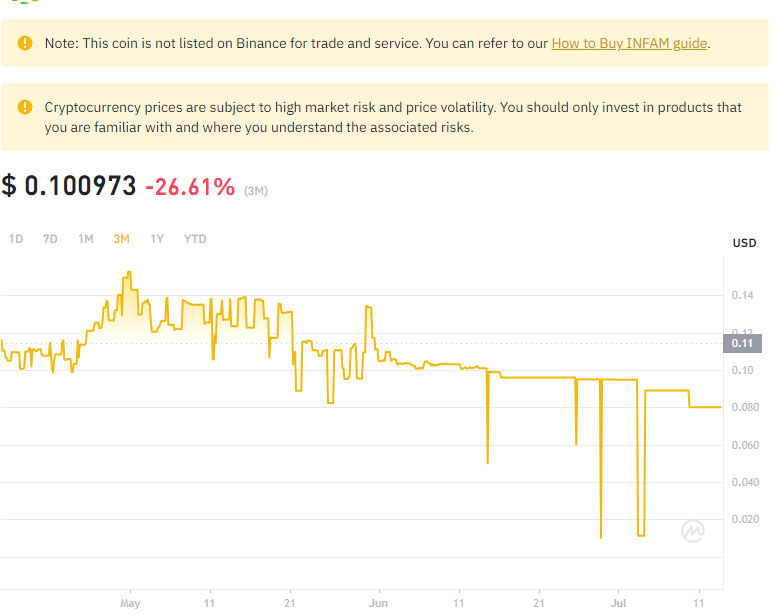 Note: This coin is not listed on Binance for trade and service. You can refer to our How to Buy INFAM guide.
Cryptocurrency prices are subject to high market risk and price volatility. You should only invest in products that
you are familiar with and where you understand the associated risks.
$ 0.100973 -26.61% (3M)
1D 7D 1M 3M 1Y YTD
USD
0.14
0.12
0.11
0.10
0.080
0.060
0.040
0.020
May 11 21 Jun 11 21 Jul 11